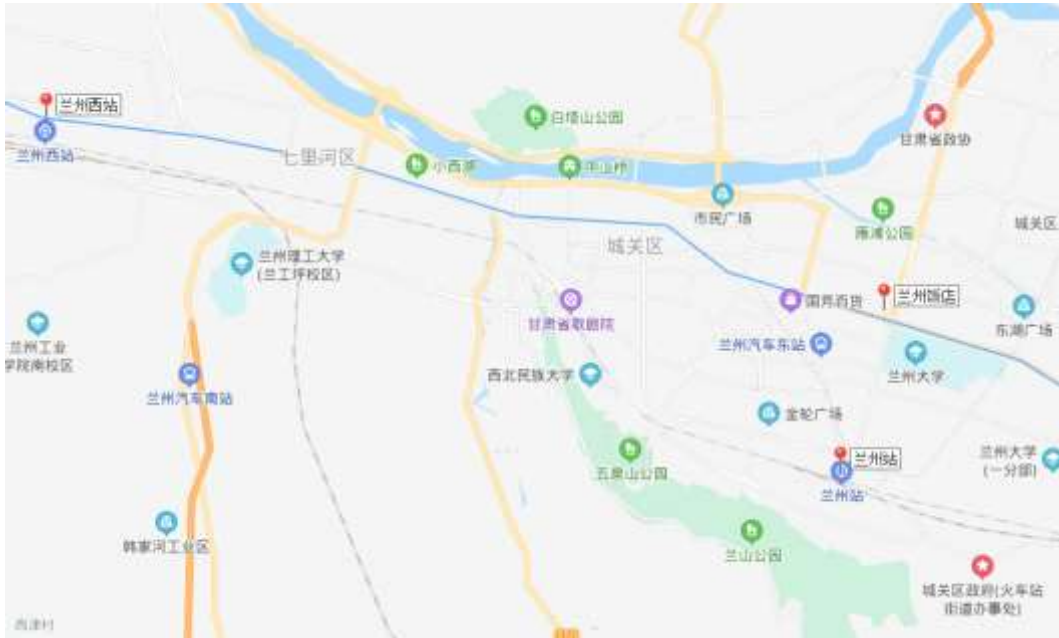 兰州西站
兰州西站
七里河区
小西湖
白塔山公园
中山桥
甘肃省政协
市民广场
雁滩公园
城关区
城关区
兰州理工大学
(兰工坪校区)
甘肃省歌剧院
国芳百货
兰州饭店
东湖广场
兰州工业
学院南校区
兰州汽车东站
兰州大学
西北民族大学
兰州汽车南站
金轮广场
五泉山公园
兰州站
兰州站
兰州大学
(一分部)
韩家河工业区
兰山公园
城关区政府(火车站
街道办事处)
西津村